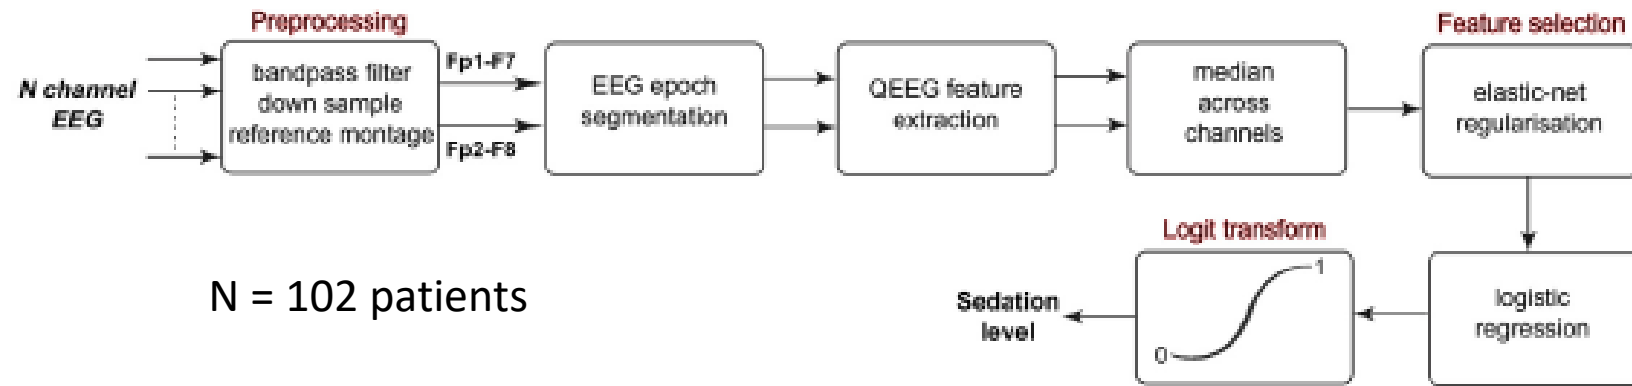 Preprocessing
N channel
EEG
bandpass filter
down sample
reference montage
Fp1-F7
Fp2-F8
EEG epoch
segmentation
QEEG feature
extraction
median
across
channels
Feature selection
elastic-net
regularisation
logistic
regression
Logit transform
1
0
Sedation
level
N = 102 patients